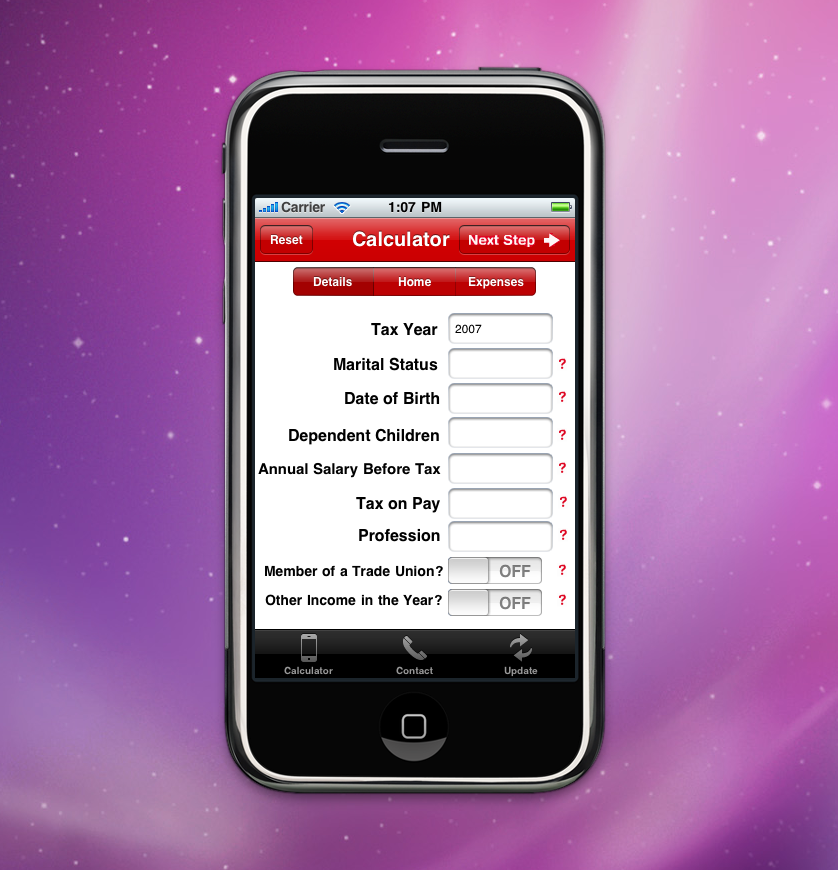 Carrier 1:07 PM
Reset Calculator Next Step
Details Home Expenses
Tax Year 2007
Marital Status ?
Date of Birth ?
Dependent Children ?
Annual Salary Before Tax ?
Tax on Pay ?
Profession ?
Member of a Trade Union? OFF ?
Other Income in the Year? OFF ?
Calculator Contact Update